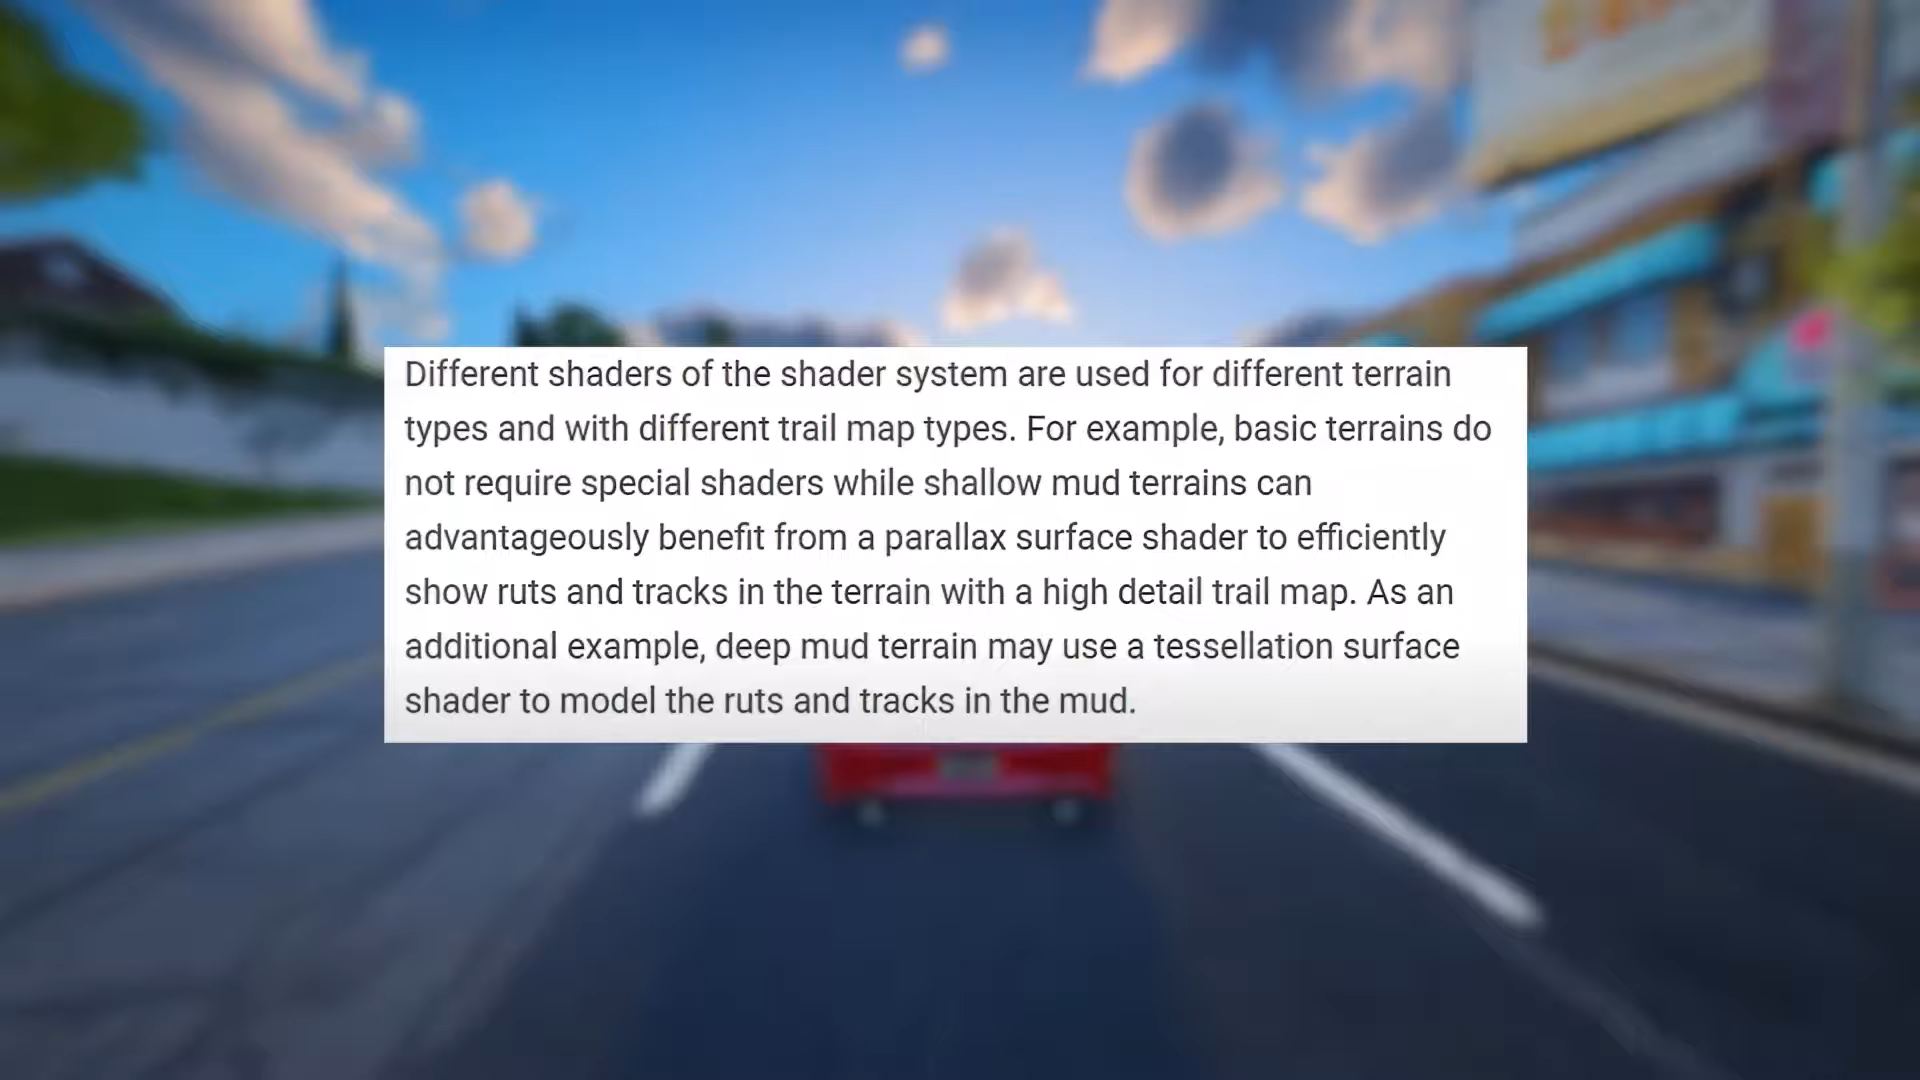 Different shaders of the shader system are used for different terrain
types and with different trail map types. For example, basic terrains do
not require special shaders while shallow mud terrains can
advantageously benefit from a parallax surface shader to efficiently
show ruts and tracks in the terrain with a high detail trail map. As an
additional example, deep mud terrain may use a tessellation surface
shader to model the ruts and tracks in the mud.